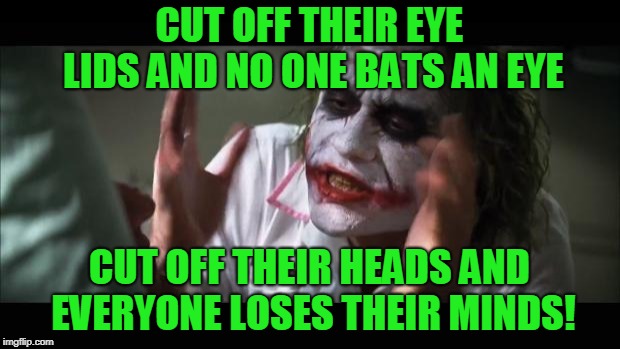 CUT OFF THEIR EYE
LIDS AND NO ONE BATS AN EYE
CUT OFF THEIR HEADS AND
EVERYONE LOSES THEIR MINDS!
imgflip.com